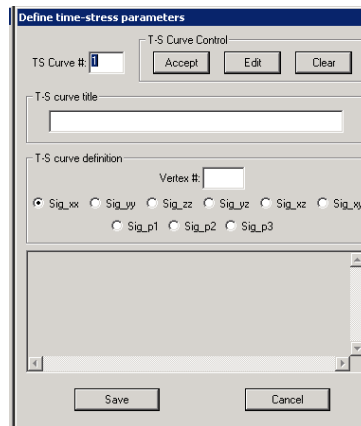 Define time-stress parameters
T-S Curve Control
TS Curve #: 1 Accept Edit Clear
T-S curve title
T-S curve definition
Vertex #:
Sig_xx Sig_yy Sig_zz Sig_yz Sig_xz Sig_xy
Sig_p1 Sig_p2 Sig_p3
Save Cancel